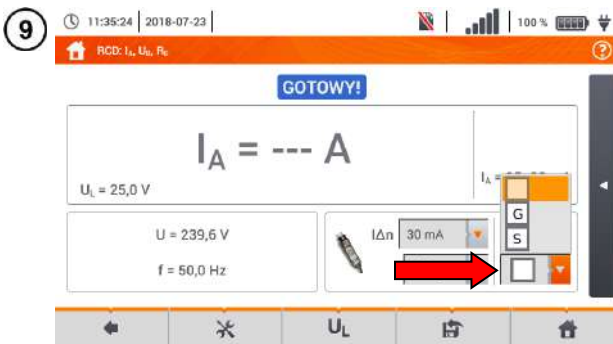 9
11:35:24 2018-07-23 100 %
RCD: IA, UB, RE
GOTOWY!
IA = --- A
UL = 25,0 V
IA =
G
S
U = 239,6 V
f = 50,0 Hz
IΔn 30 mA
UL